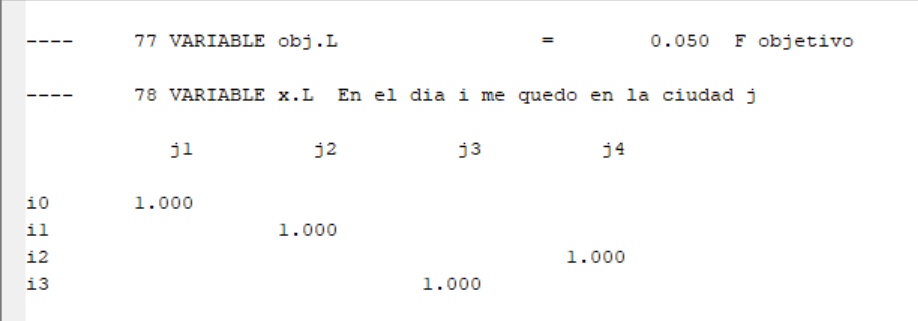 ---- 77 VARIABLE obj.L = 0.050 F objetivo
---- 78 VARIABLE x.L En el dia i me quedo en la ciudad j
j1 j2 j3 j4
i0 1.000
i1 1.000
i2 1.000
i3 1.000